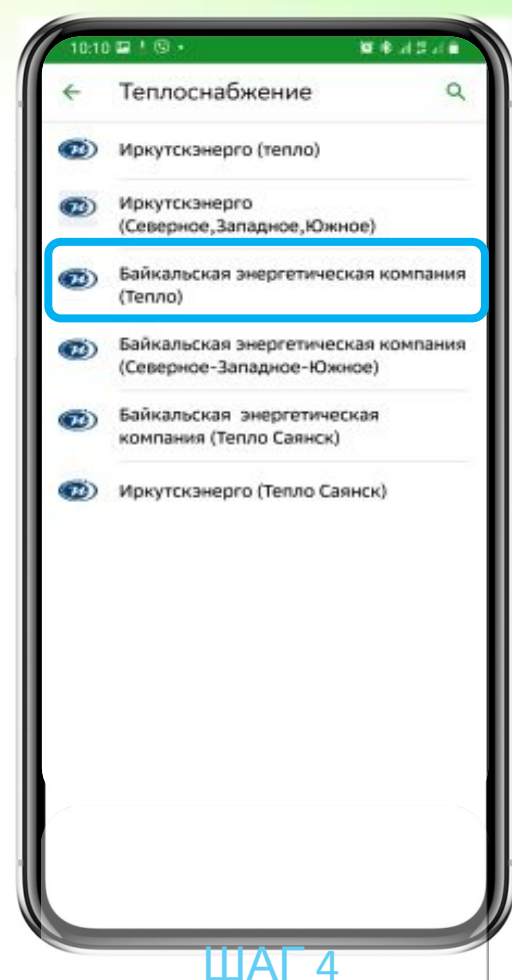 10:10
Теплоснабжение
Иркутскэнерго (тепло)
Иркутскэнерго
(Северное,Западное,Южное)
Байкальская энергетическая компания
(Тепло)
Байкальская энергетическая компания
(Северное-Западное-Южное)
Байкальская энергетическая
компания (Тепло Саянск)
Иркутскэнерго (Тепло Саянск)
ШАГ 4